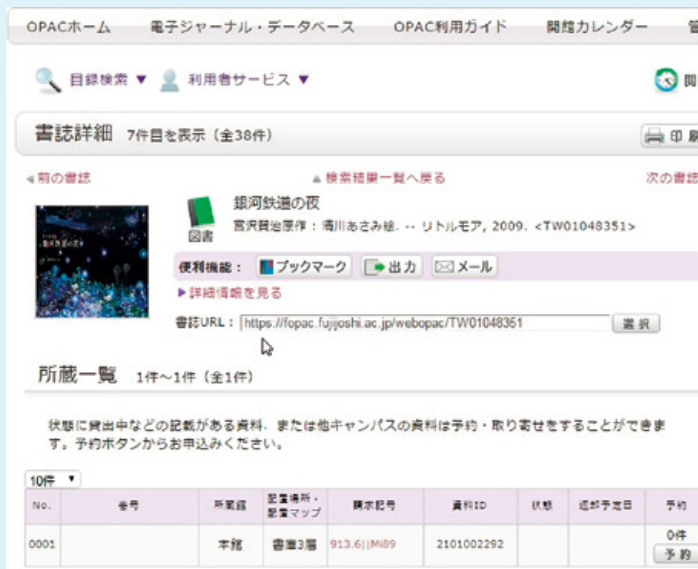 OPACホーム 電子ジャーナル・データベース OPAC利用ガイド 開館カレンダー
目録検索 ▼ 利用者サービス ▼ 閲
書誌詳細 7件目を表示（全38件） 印刷
前の書誌 検索結果一覧へ戻る 次の書誌
銀河鉄道の夜
図書 宮沢賢治原作 : 清川あさみ絵. -- リトルモア, 2009. <TW01048351>
銀河鉄道の夜
便利機能： ブックマーク 出力 メール
▶詳細情報を見る
書誌URL： https://fopac.fujijoshi.ac.jp/webopac/TW01048351 選択
所蔵一覧 1件～1件（全1件）
状態に貸出中などの記載がある資料、または他キャンパスの資料は予約・取り寄せをすることができま
す。予約ボタンからお申込みください。
10件 ▼
No. 巻号 所蔵館 配置場所・配置マップ 請求記号 資料ID 状態 返却予定日 予約
0001 本館 書庫3層 913.6||Mi89 2101002292 0件
予約